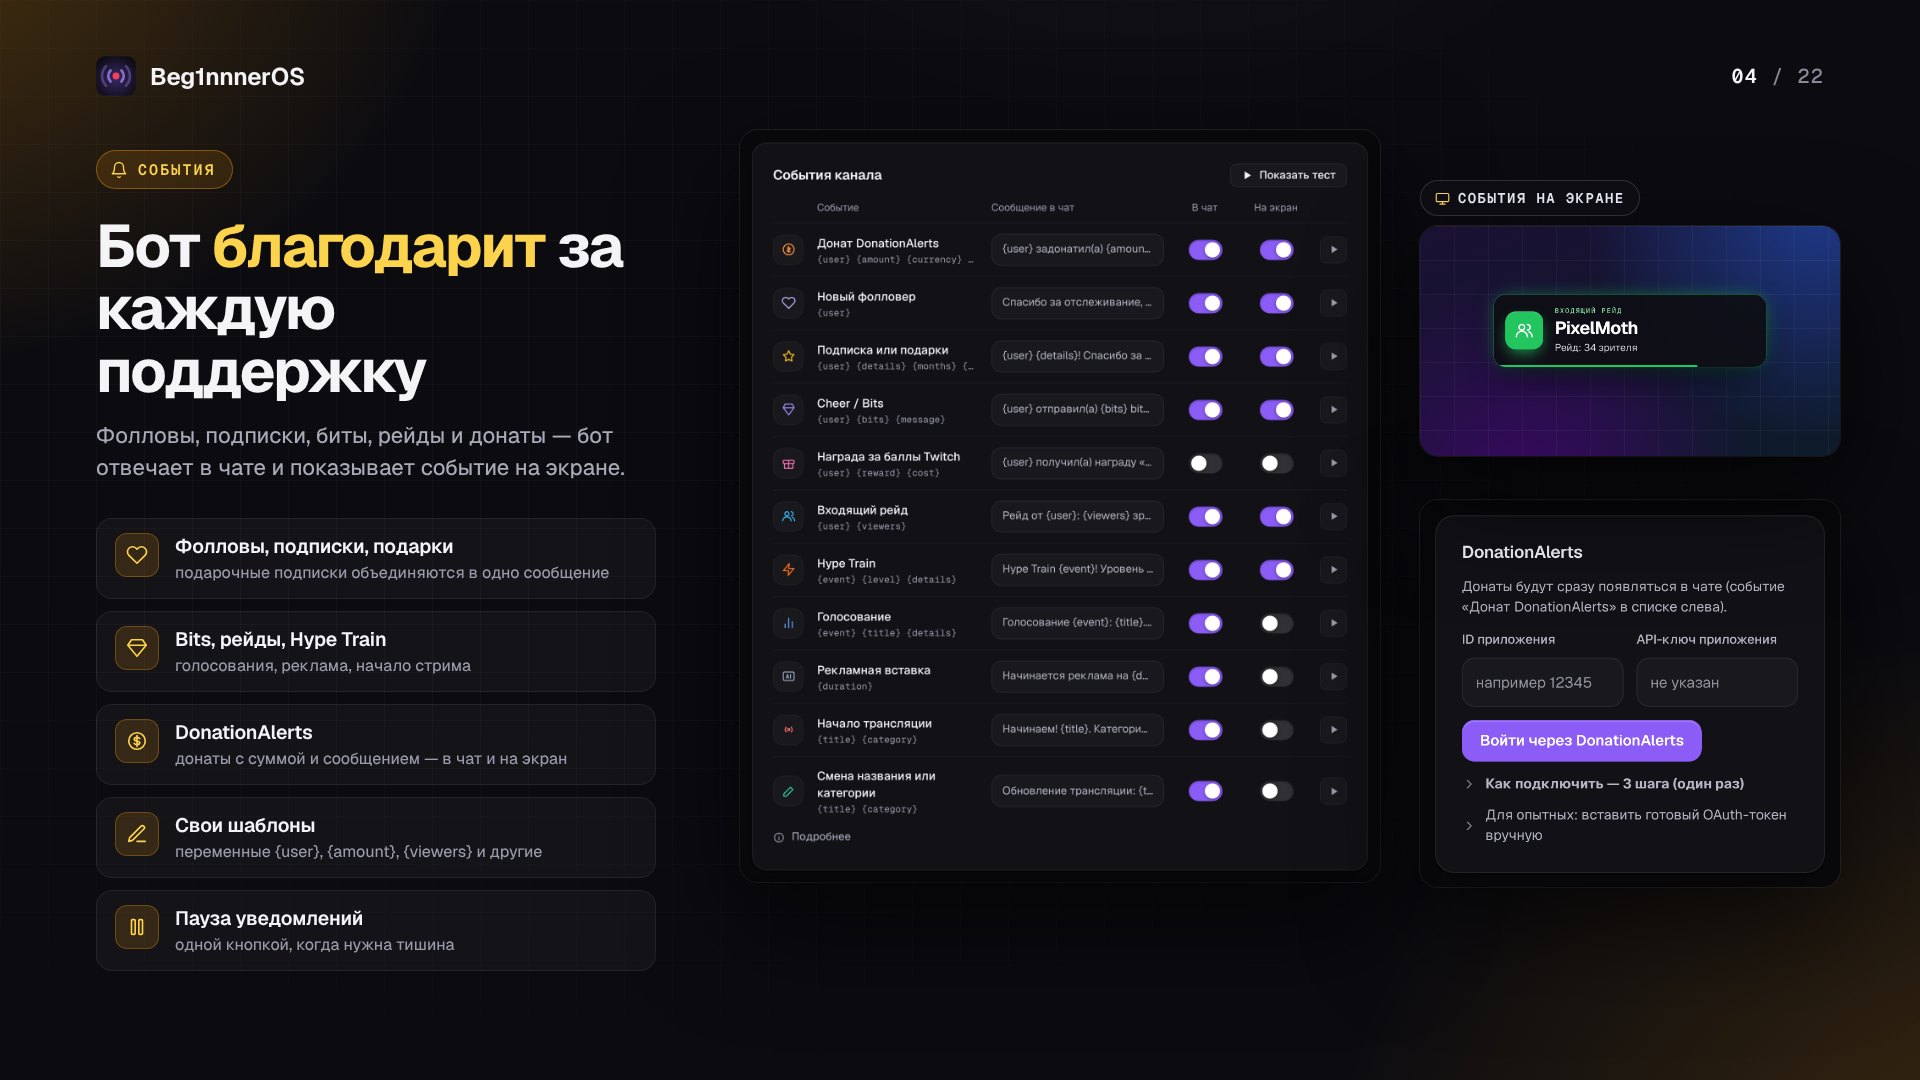 Beg1nnnerOS
04 / 22
СОБЫТИЯ
Бот благодарит за
каждую
поддержку
Фолловы, подписки, биты, рейды и донаты — бот
отвечает в чате и показывает событие на экране.
Фолловы, подписки, подарки
подарочные подписки объединяются в одно сообщение
Bits, рейды, Hype Train
голосования, реклама, начало стрима
DonationAlerts
донаты с суммой и сообщением — в чат и на экран
Свои шаблоны
переменные {user}, {amount}, {viewers} и другие
Пауза уведомлений
одной кнопкой, когда нужна тишина
События канала
Показать тест
Событие
Сообщение в чат
В чат
На экран
Донат DonationAlerts
{user} {amount} {currency} …
{user} задонатил(а) {amoun…
Новый фолловер
{user}
Спасибо за отслеживание, …
Подписка или подарки
{user} {details} {months} {…
{user} {details}! Спасибо за …
Cheer / Bits
{user} {bits} {message}
{user} отправил(а) {bits} bit…
Награда за баллы Twitch
{user} {reward} {cost}
{user} получил(а) награду «…
Входящий рейд
{user} {viewers}
Рейд от {user}: {viewers} зр…
Hype Train
{event} {level} {details}
Hype Train {event}! Уровень …
Голосование
{event} {title} {details}
Голосование {event}: {title}.…
Рекламная вставка
{duration}
Начинается реклама на {d…
Начало трансляции
{title} {category}
Начинаем! {title}. Категори…
Смена названия или
категории
{title} {category}
Обновление трансляции: {t…
Подробнее
СОБЫТИЯ НА ЭКРАНЕ
ВХОДЯЩИЙ РЕЙД
PixelMoth
Рейд: 34 зрителя
DonationAlerts
Донаты будут сразу появляться в чате (событие
«Донат DonationAlerts» в списке слева).
ID приложения
API-ключ приложения
например 12345
не указан
Войти через DonationAlerts
Как подключить — 3 шага (один раз)
Для опытных: вставить готовый OAuth-токен
вручную